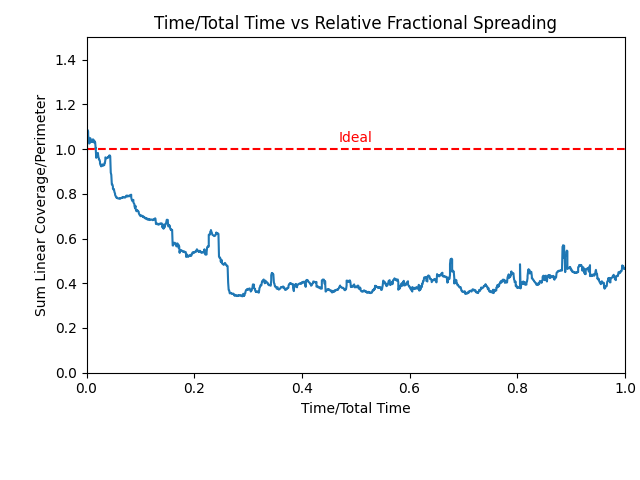 Time/Total Time vs Relative Fractional Spreading
1.4
1.2
Ideal
1.0
0.8
0.6
0.4
0.2
0.0
Sum Linear Coverage/Perimeter
0.0 0.2 0.4 0.6 0.8 1.0
Time/Total Time